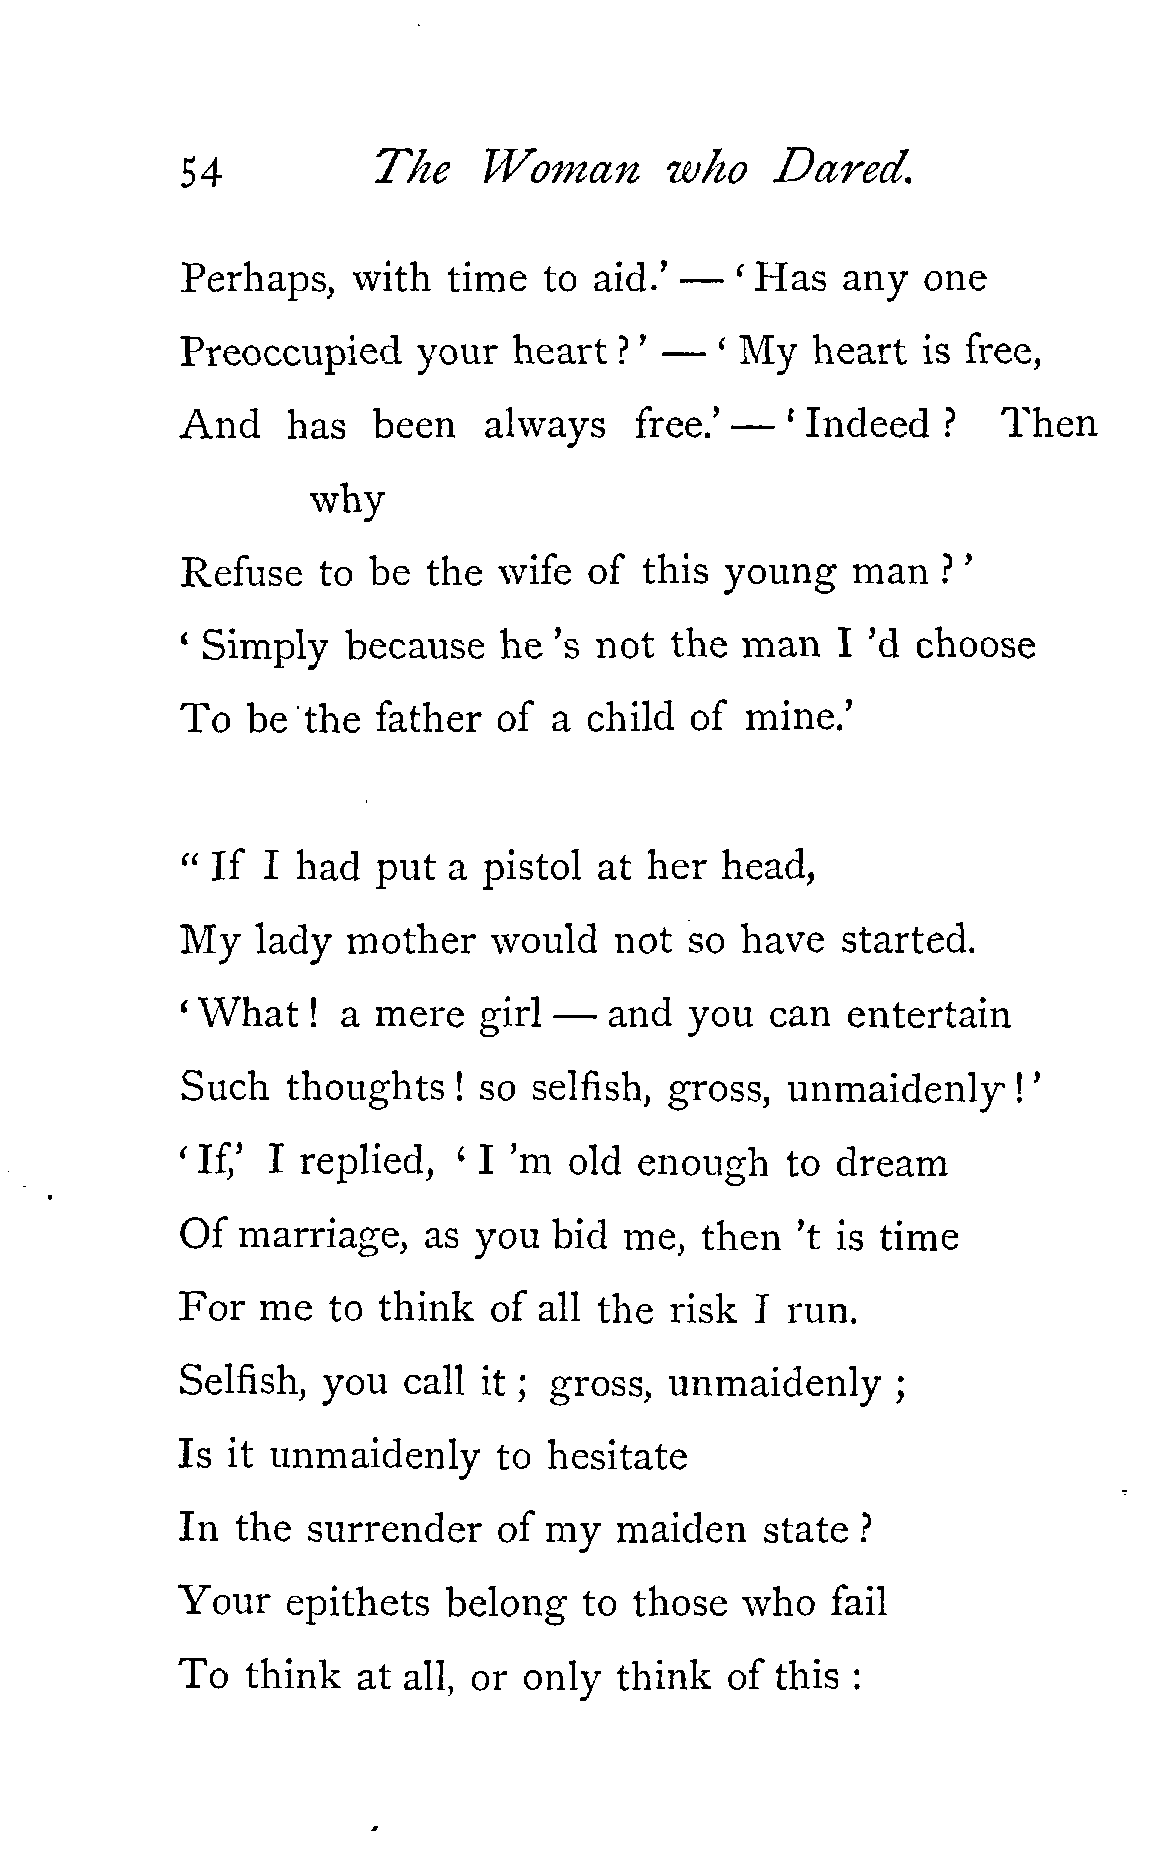 54 The Woman who Dared.
Perhaps, with time to aid.' — 'Has any one
Preoccupied your heart?' — 'My heart is free,
And has been always free.' — 'Indeed? Then
why
Refuse to be the wife of this young man?'
'Simply because he 's not the man I 'd choose
To be the father of a child of mine.'
"If I had put a pistol at her head,
My lady mother would not so have started.
'What! a mere girl — and you can entertain
Such thoughts! so selfish, gross, unmaidenly!'
'If,' I replied, 'I 'm old enough to dream
Of marriage, as you bid me, then 't is time
For me to think of all the risk I run.
Selfish, you call it; gross, unmaidenly;
Is it unmaidenly to hesitate
In the surrender of my maiden state?
Your epithets belong to those who fail
To think at all, or only think of this: